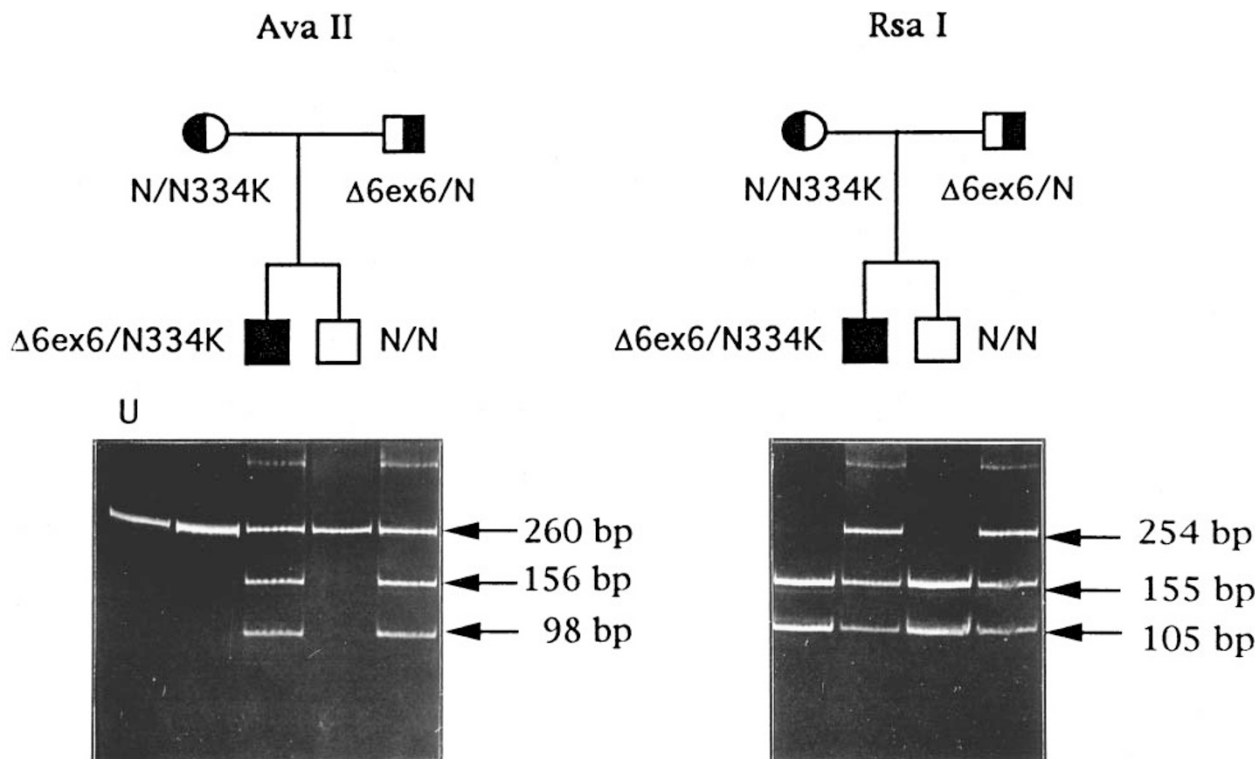 Ava II
Rsa I
N/N334K
Δ6ex6/N
N/N334K
Δ6ex6/N
Δ6ex6/N334K
N/N
Δ6ex6/N334K
N/N
U
260 bp
156 bp
98 bp
254 bp
155 bp
105 bp